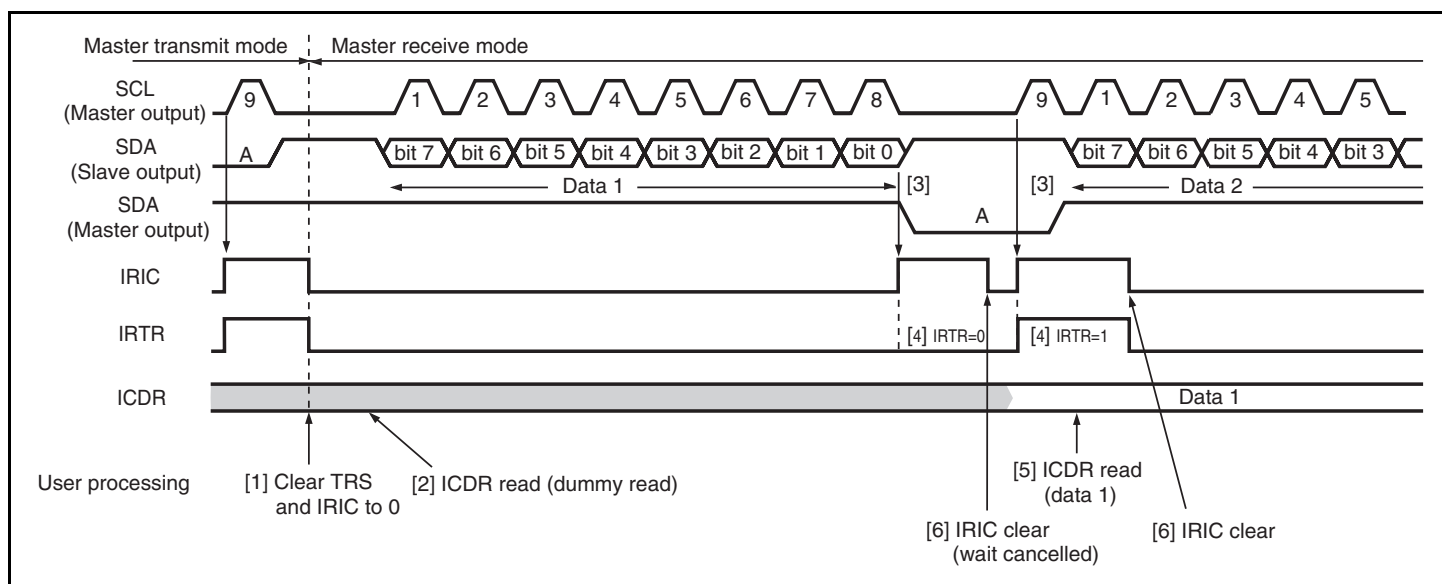 Master transmit mode Master receive mode
SCL
(Master output)
9 1 2 3 4 5 6 7 8 9 1 2 3 4 5
SDA
(Slave output)
A bit 7 bit 6 bit 5 bit 4 bit 3 bit 2 bit 1 bit 0 bit 7 bit 6 bit 5 bit 4 bit 3
Data 1 [3] [3] Data 2
SDA
(Master output)
A
IRIC
IRTR
[4] IRTR=0 [4] IRTR=1
ICDR
Data 1
User processing
[1] Clear TRS
and IRIC to 0
[2] ICDR read (dummy read)
[5] ICDR read
(data 1)
[6] IRIC clear
(wait cancelled)
[6] IRIC clear